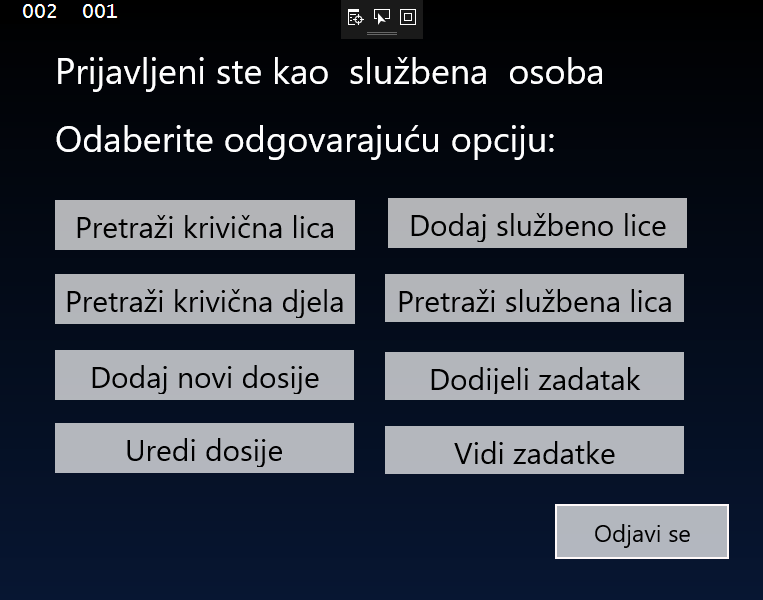 002 001
Prijavljeni ste kao službena osoba
Odaberite odgovarajuću opciju:
Pretraži krivična lica
Dodaj službeno lice
Pretraži krivična djela
Pretraži službena lica
Dodaj novi dosije
Dodijeli zadatak
Uredi dosije
Vidi zadatke
Odjavi se